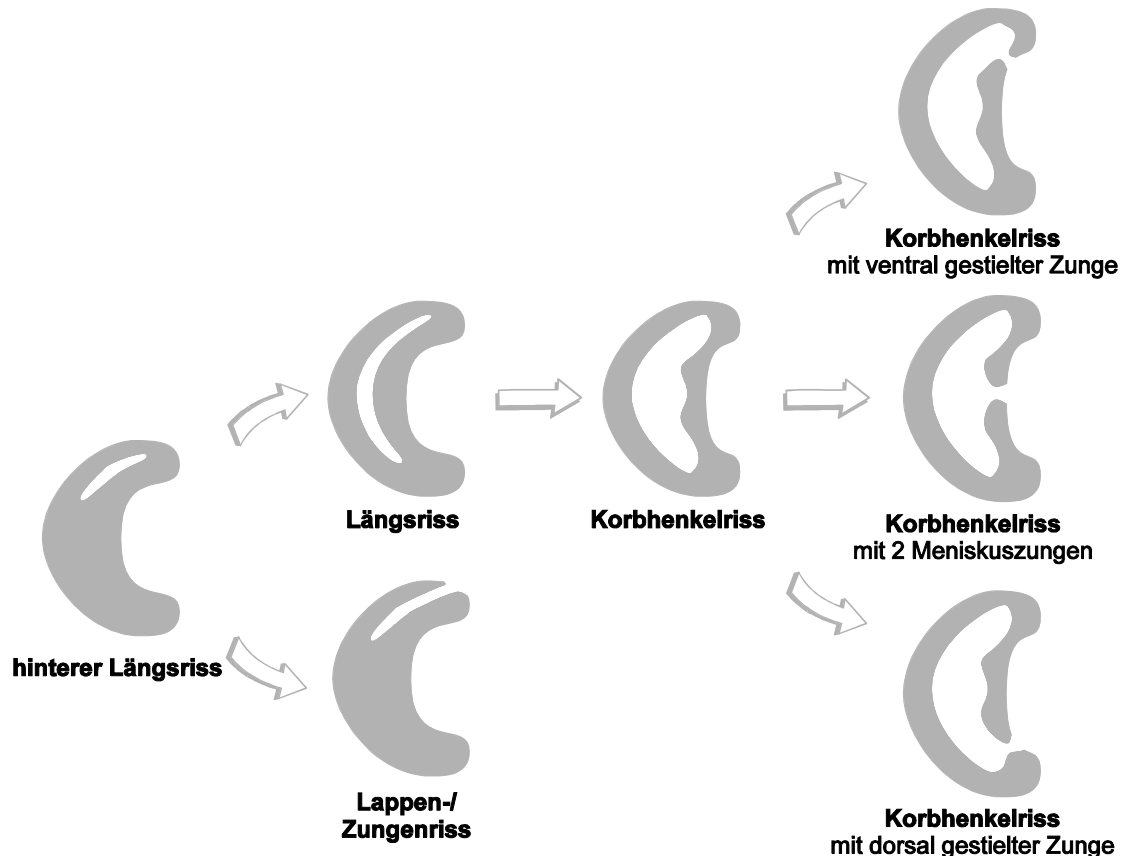 Korbhenkelriss
mit ventral gestielter Zunge
Längsriss
Korbhenkelriss
Korbhenkelriss
mit 2 Meniskuszungen
hinterer Längsriss
Lappen-/
Zungenriss
Korbhenkelriss
mit dorsal gestielter Zunge